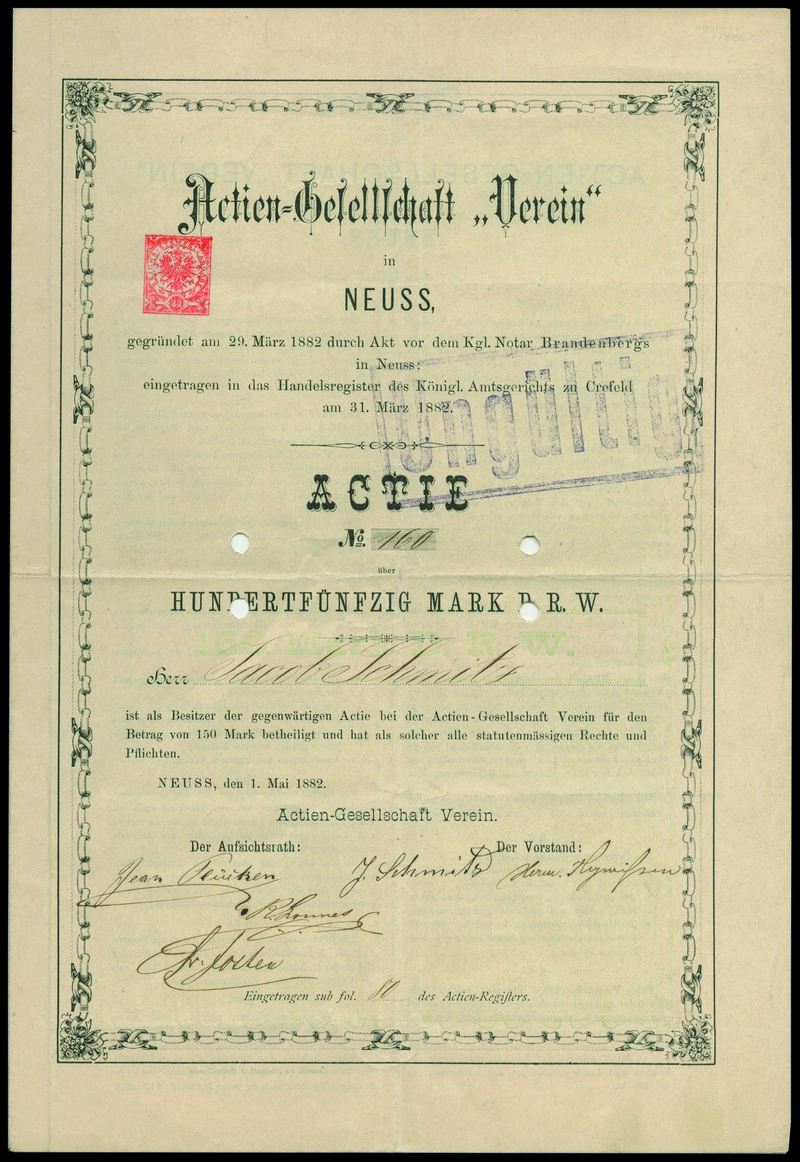 Actien-Gesellschaft „Verein“
in
NEUSS,
gegründet am 29. März 1882 durch Akt vor dem Kgl. Notar Brandenbergs
in Neuss;
eingetragen in das Handelsregister des Königl. Amtsgerichts zu Crefeld
am 31. März 1882.
Ungültig
ACTIE
No. 160
über
HUNDERTFÜNFZIG MARK D. R. W.
Herr Jacob Schmitz
ist als Besitzer der gegenwärtigen Actie bei der Actien-Gesellschaft Verein für den
Betrag von 150 Mark betheiligt und hat als solcher alle statutenmässigen Rechte und
Pflichten.
NEUSS, den 1. Mai 1882.
Actien-Gesellschaft Verein.
Der Aufsichtsrath: Der Vorstand:
Jean J. Schmitz Herm.
Eingetragen sub fol. 80 des Actien-Registers.